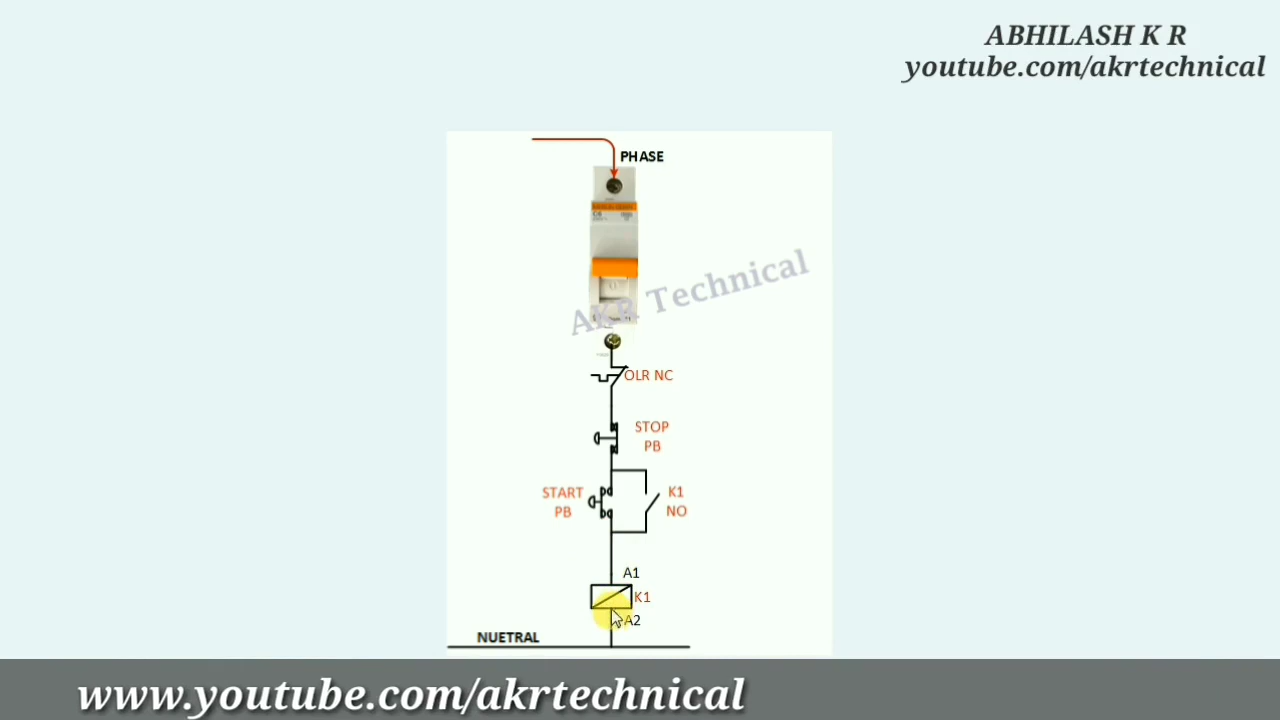 ABHILASH K R
youtube.com/akrtechnical
PHASE
C6
AKR Technical
OLR NC
STOP
PB
START
PB
K1
NO
A1
K1
A2
NUETRAL
www.youtube.com/akrtechnical